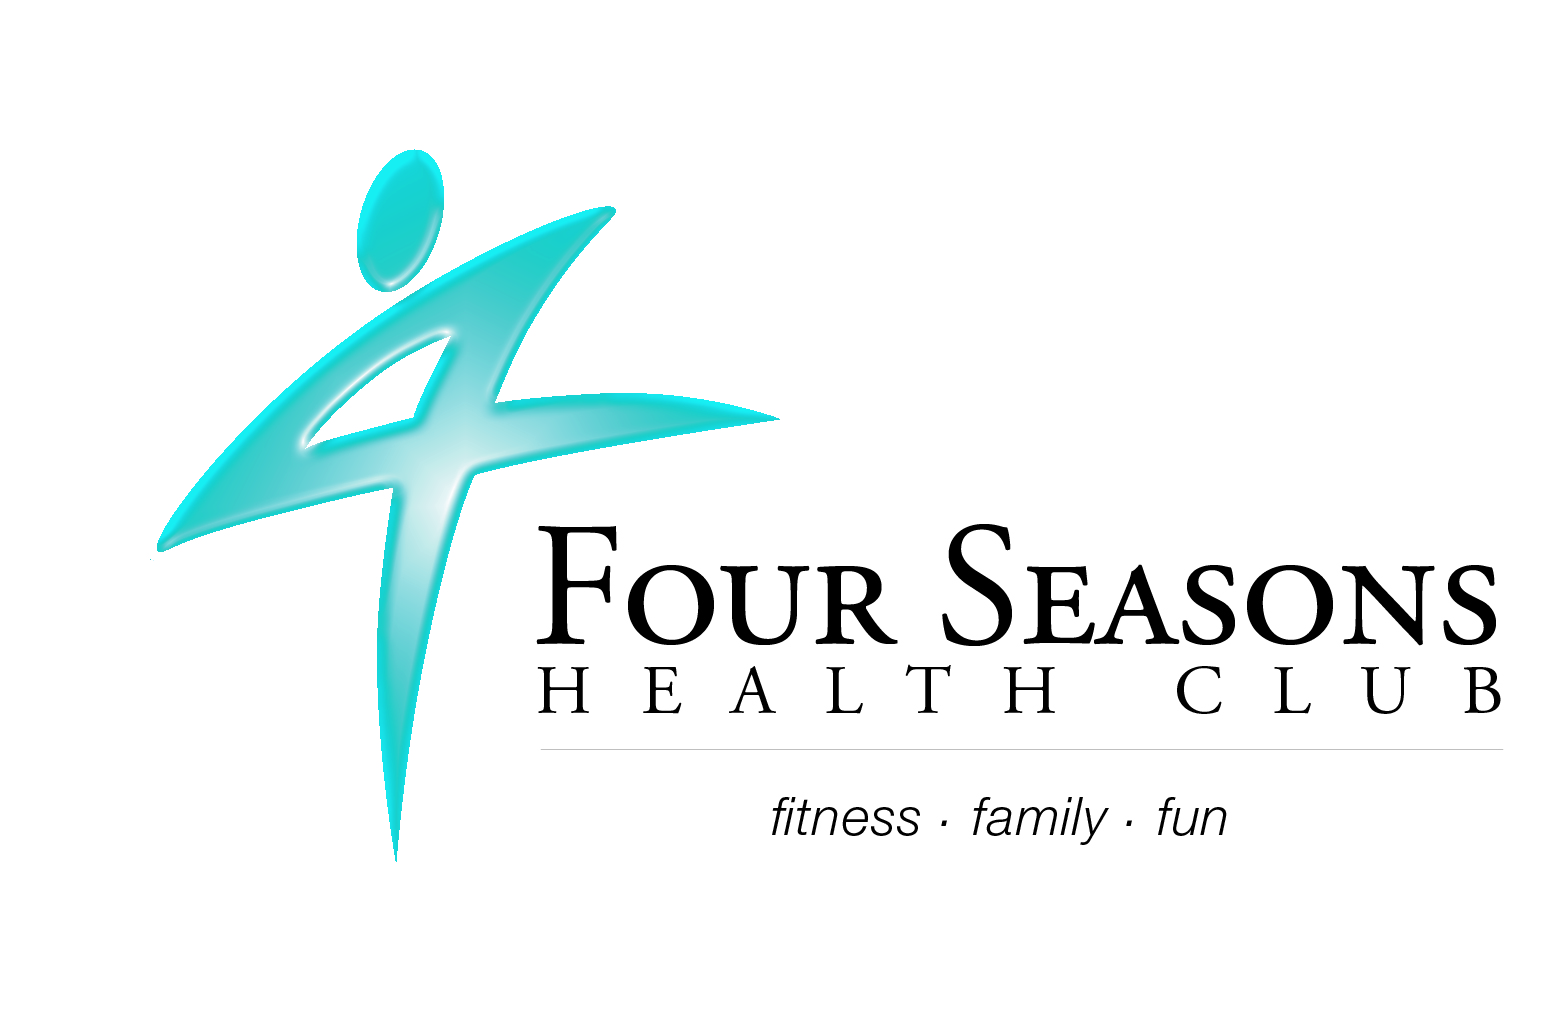 FOUR SEASONS
HEALTH CLUB
fitness · family · fun